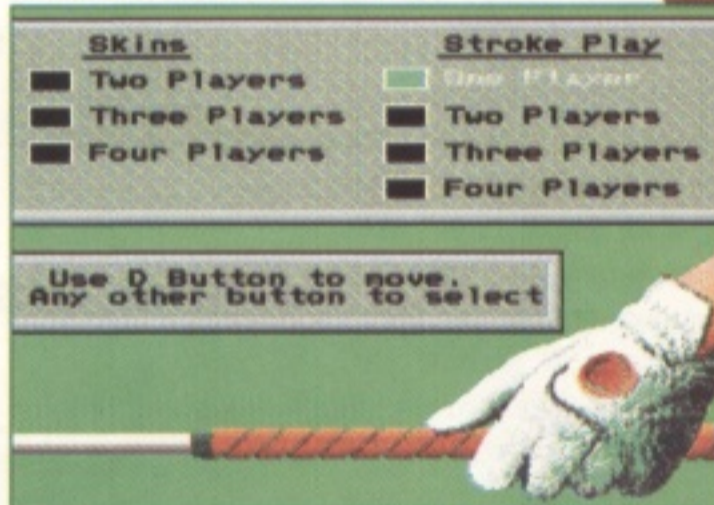 Skins
Two Players
Three Players
Four Players
Stroke Play
One Player
Two Players
Three Players
Four Players
Use D Button to move.
Any other button to select